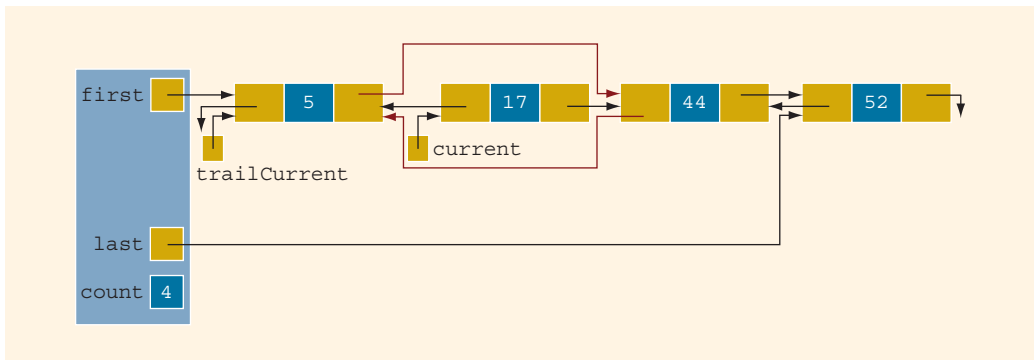 first 5 17 44 52
current
trailCurrent
last
count 4